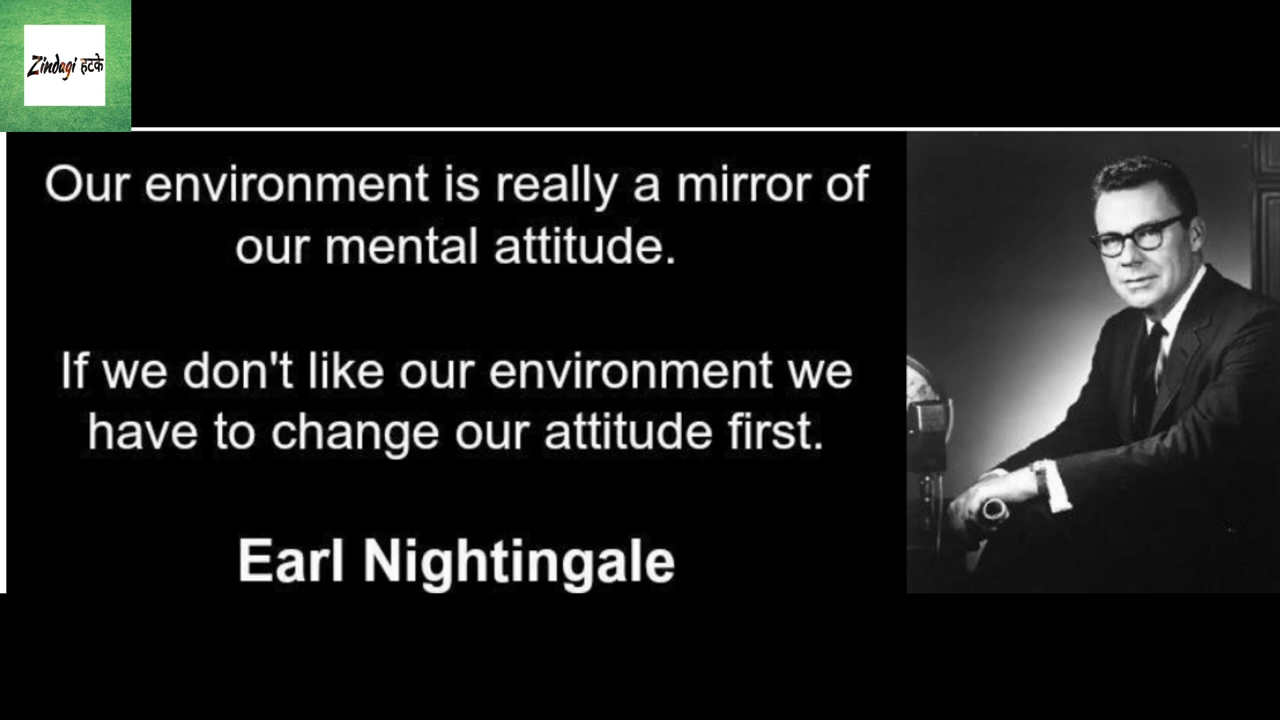 Zindagi हटके
Our environment is really a mirror of
our mental attitude.
If we don't like our environment we
have to change our attitude first.
Earl Nightingale